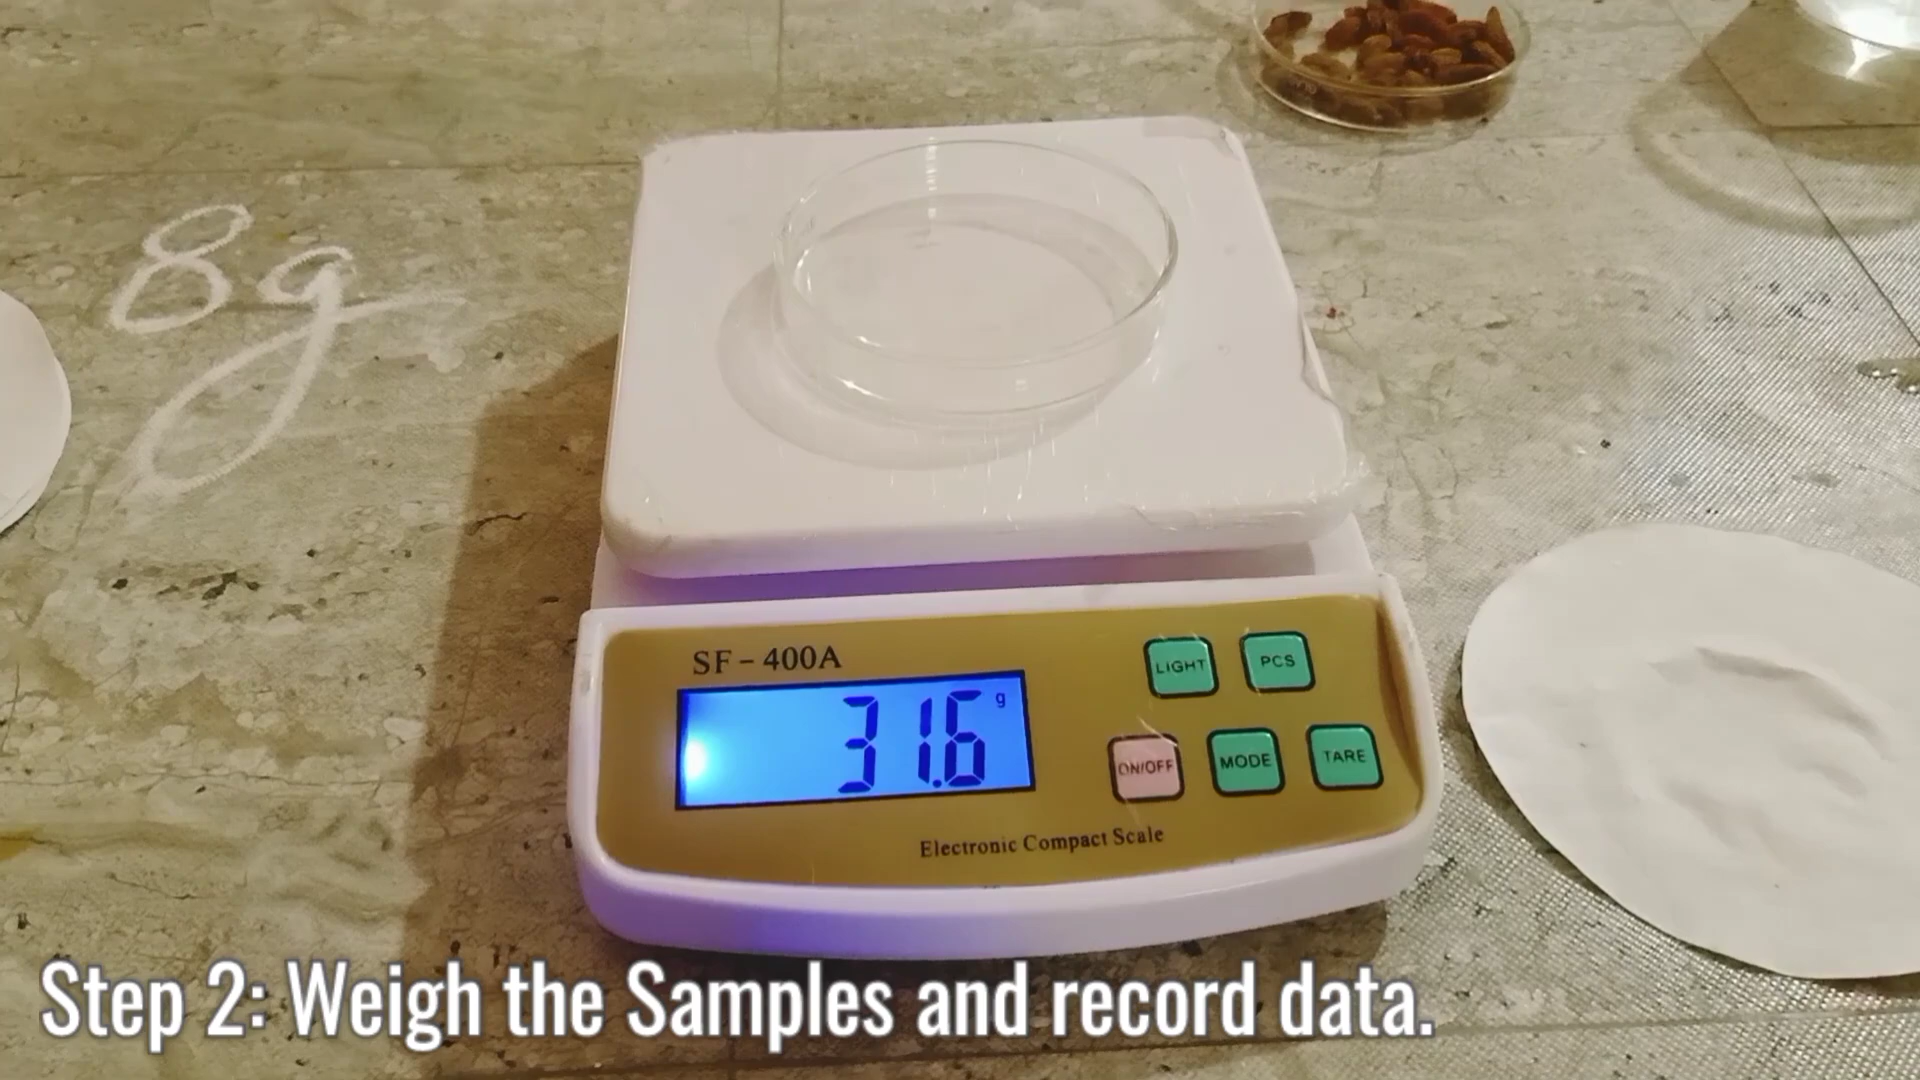 8g
SF-400A
LIGHT
PCS
31.6 g
ON/OFF
MODE
TARE
Electronic Compact Scale
Step 2: Weigh the Samples and record data.